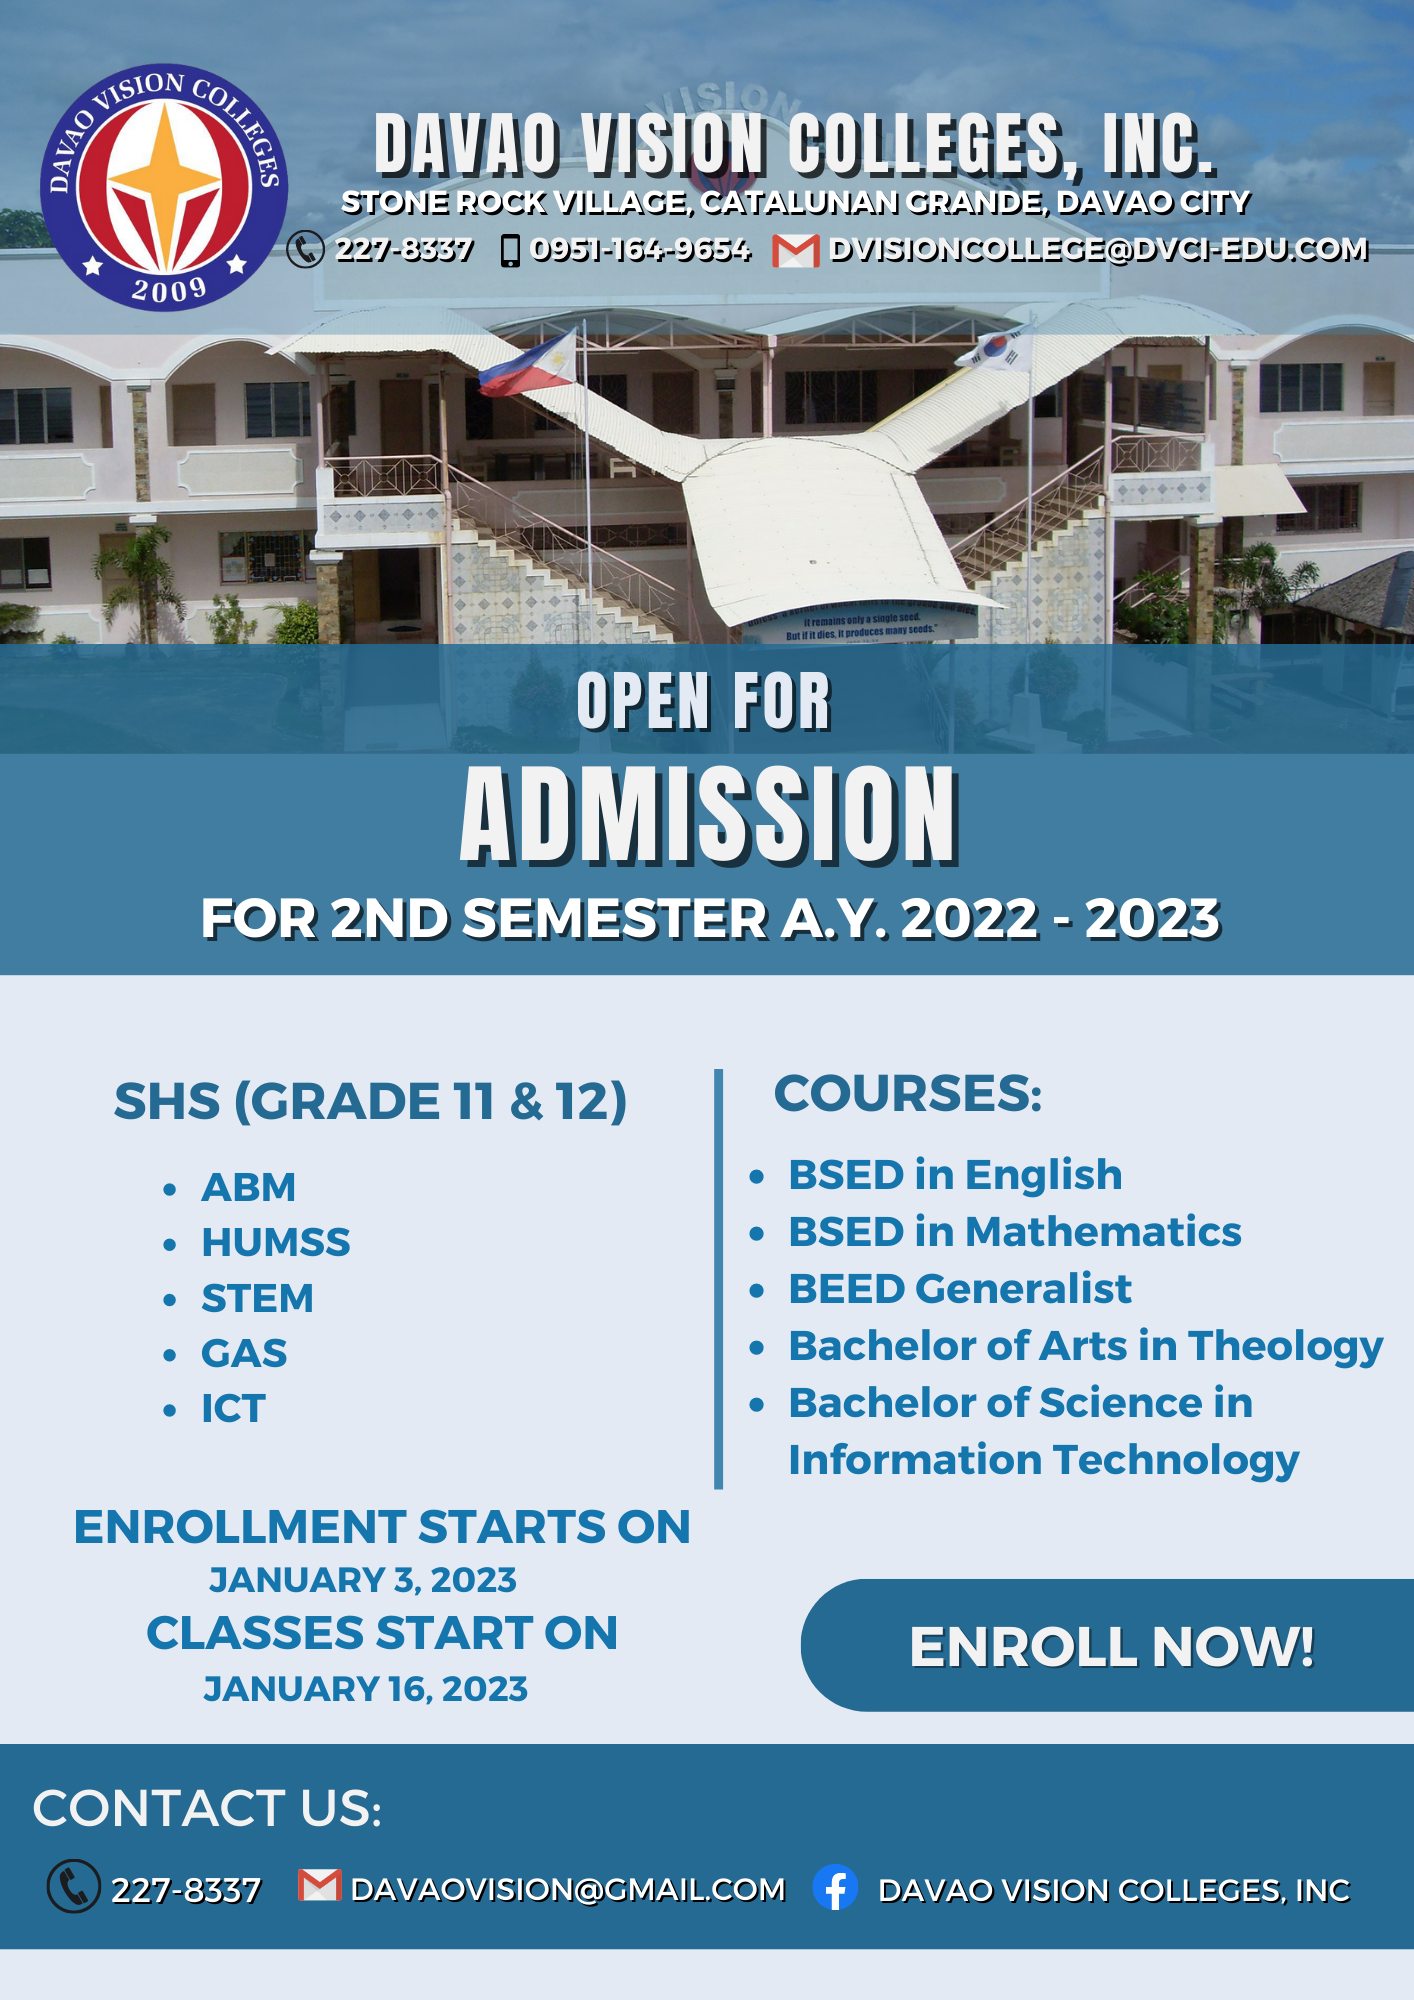 DAVAO VISION COLLEGES
2009
VISION
DAVAO VISION COLLEGES, INC.
STONE ROCK VILLAGE, CATALUNAN GRANDE, DAVAO CITY
227-8337 0951-164-9654 DVISIONCOLLEGE@DVCI-EDU.COM
it remains only a single seed.
But if it dies, it produces many seeds."
OPEN FOR
ADMISSION
FOR 2ND SEMESTER A.Y. 2022 - 2023
SHS (GRADE 11 & 12)
• ABM
• HUMSS
• STEM
• GAS
• ICT
COURSES:
• BSED in English
• BSED in Mathematics
• BEED Generalist
• Bachelor of Arts in Theology
• Bachelor of Science in
Information Technology
ENROLLMENT STARTS ON
JANUARY 3, 2023
CLASSES START ON
JANUARY 16, 2023
ENROLL NOW!
CONTACT US:
227-8337 DAVAOVISION@GMAIL.COM DAVAO VISION COLLEGES, INC